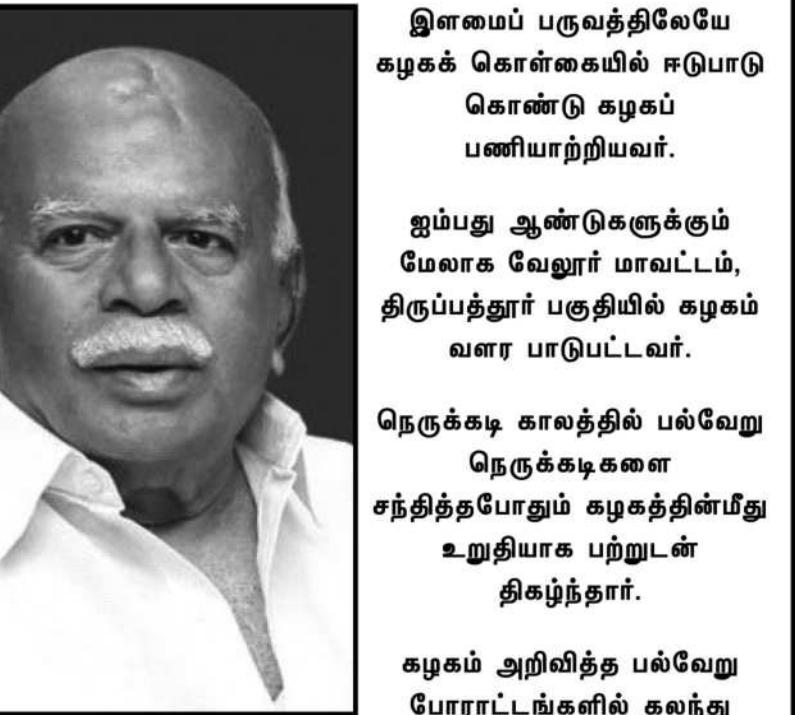 இளமைப் பருவத்திலேயே
கழகக் கொள்கையில் ஈடுபாடு
கொண்டு கழகப்
பணியாற்றியவர்.
ஐம்பது ஆண்டுகளுக்கும்
மேலாக வேலூர் மாவட்டம்,
திருப்பத்தூர் பகுதியில் கழகம்
வளர பாடுபட்டவர்.
நெருக்கடி காலத்தில் பல்வேறு
நெருக்கடிகளை
சந்தித்தபோதும் கழகத்தின்மீது
உறுதியாக பற்றுடன்
திகழ்ந்தார்.
கழகம் அறிவித்த பல்வேறு
போராட்டங்களில் கலந்து